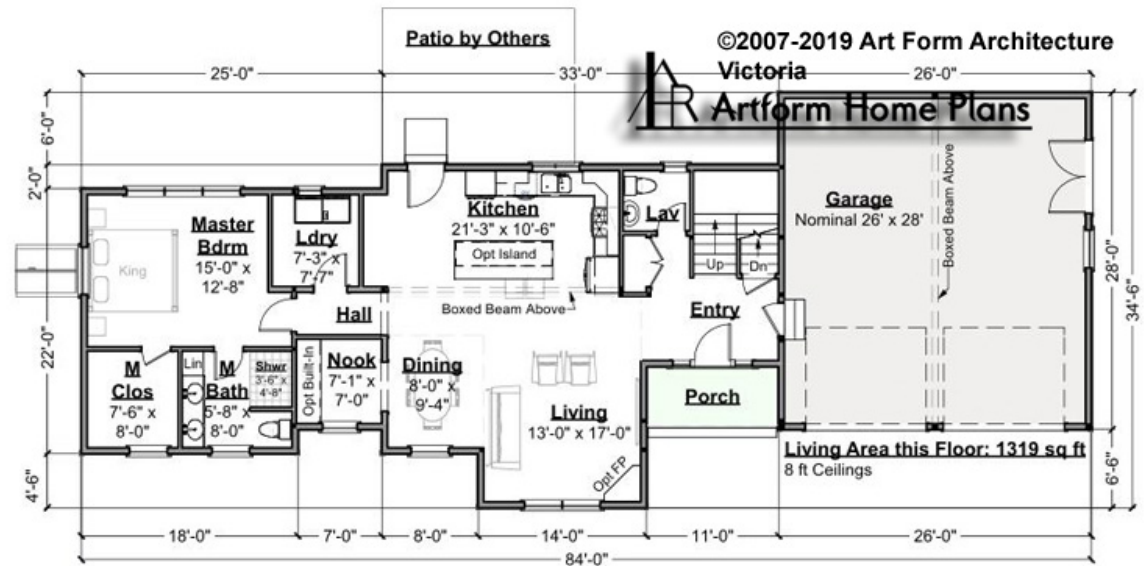 Patio by Others
©2007-2019 Art Form Architecture
Victoria
Artform Home Plans
25'-0"
33'-0"
26'-0"
6'-0"
2'-0"
22'-0"
4'-6"
Master
Bdrm
15'-0" x
12'-8"
King
Ldry
7'-3" x
7'-7"
Kitchen
21'-3" x 10'-6"
Opt Island
Boxed Beam Above
Lav
Up
Dn
Garage
Nominal 26' x 28'
Boxed Beam Above
28'-0"
34'-6"
6'-6"
Hall
Entry
M
Clos
7'-6" x
8'-0"
Lin
M
Bath
5'-8" x
8'-0"
Shwr
3'-6" x
4'-8"
Opt Built-In
Nook
7'-1" x
7'-0"
Dining
8'-0" x
9'-4"
Living
13'-0" x 17'-0"
Opt FP
Porch
Living Area this Floor: 1319 sq ft
8 ft Ceilings
18'-0"
7'-0"
8'-0"
14'-0"
11'-0"
26'-0"
84'-0"